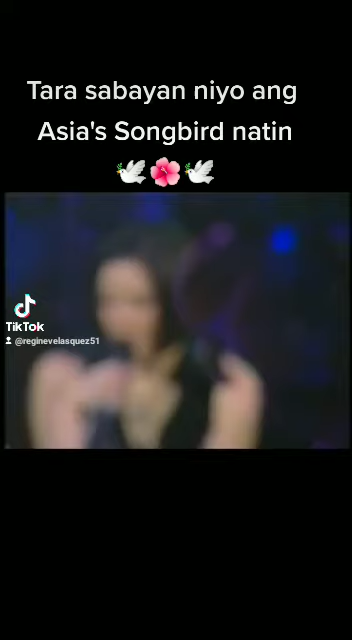 Tara sabayan niyo ang
Asia's Songbird natin
🕊️🌺🕊️
TikTok
@reginevelasquez51